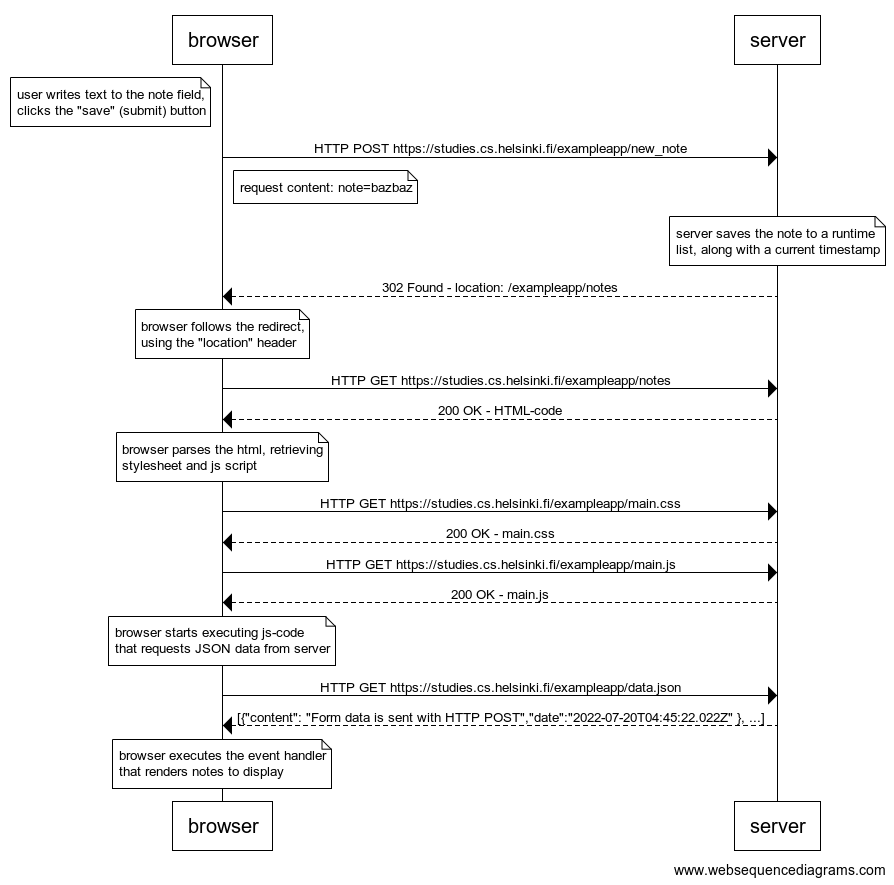 browser
server
user writes text to the note field,
clicks the "save" (submit) button
HTTP POST https://studies.cs.helsinki.fi/exampleapp/new_note
request content: note=bazbaz
server saves the note to a runtime
list, along with a current timestamp
302 Found - location: /exampleapp/notes
browser follows the redirect,
using the "location" header
HTTP GET https://studies.cs.helsinki.fi/exampleapp/notes
200 OK - HTML-code
browser parses the html, retrieving
stylesheet and js script
HTTP GET https://studies.cs.helsinki.fi/exampleapp/main.css
200 OK - main.css
HTTP GET https://studies.cs.helsinki.fi/exampleapp/main.js
200 OK - main.js
browser starts executing js-code
that requests JSON data from server
HTTP GET https://studies.cs.helsinki.fi/exampleapp/data.json
[{"content": "Form data is sent with HTTP POST","date":"2022-07-20T04:45:22.022Z" }, ...]
browser executes the event handler
that renders notes to display
browser
server
www.websequencediagrams.com